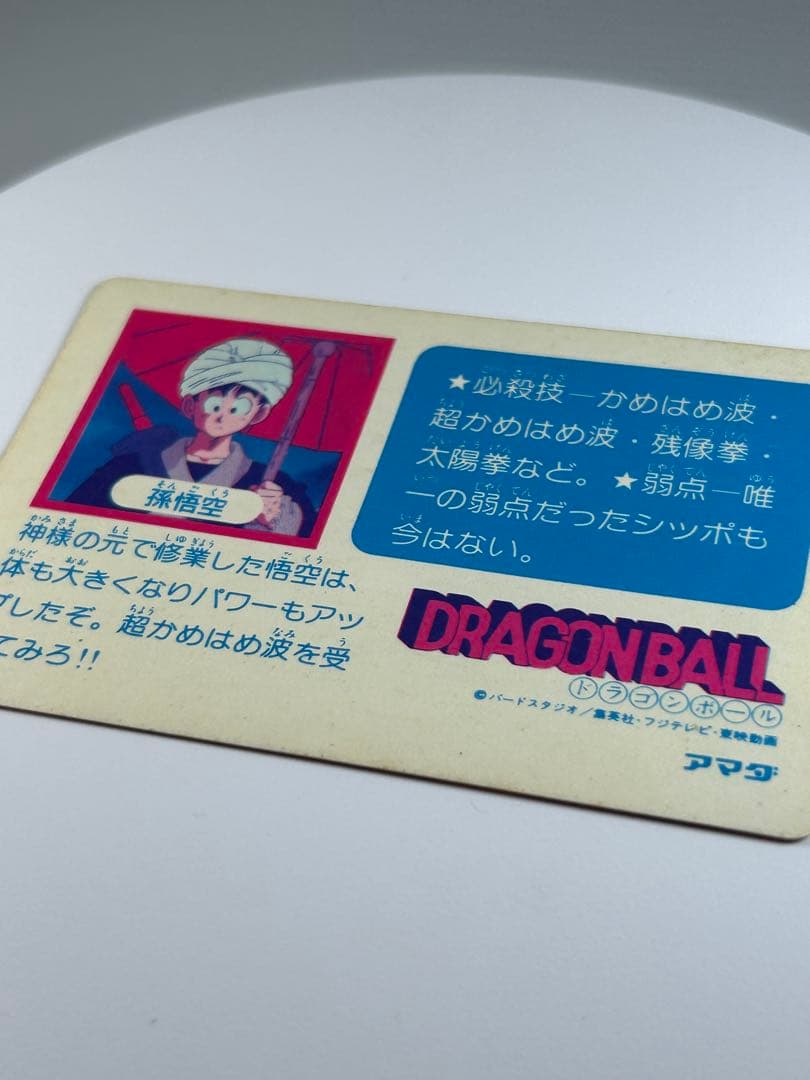 孫悟空
神様の元で修業した悟空は、
体も大きくなりパワーもアッ
プしたぞ。超かめはめ波を受
てみろ!!
★必殺技—かめはめ波・
超かめはめ波・残像拳・
太陽拳など。★弱点—唯
一の弱点だったシッポも
今はない。
DRAGON BALL
ドラゴンボール
©バードスタジオ/集英社・フジテレビ・東映動画
アマダ